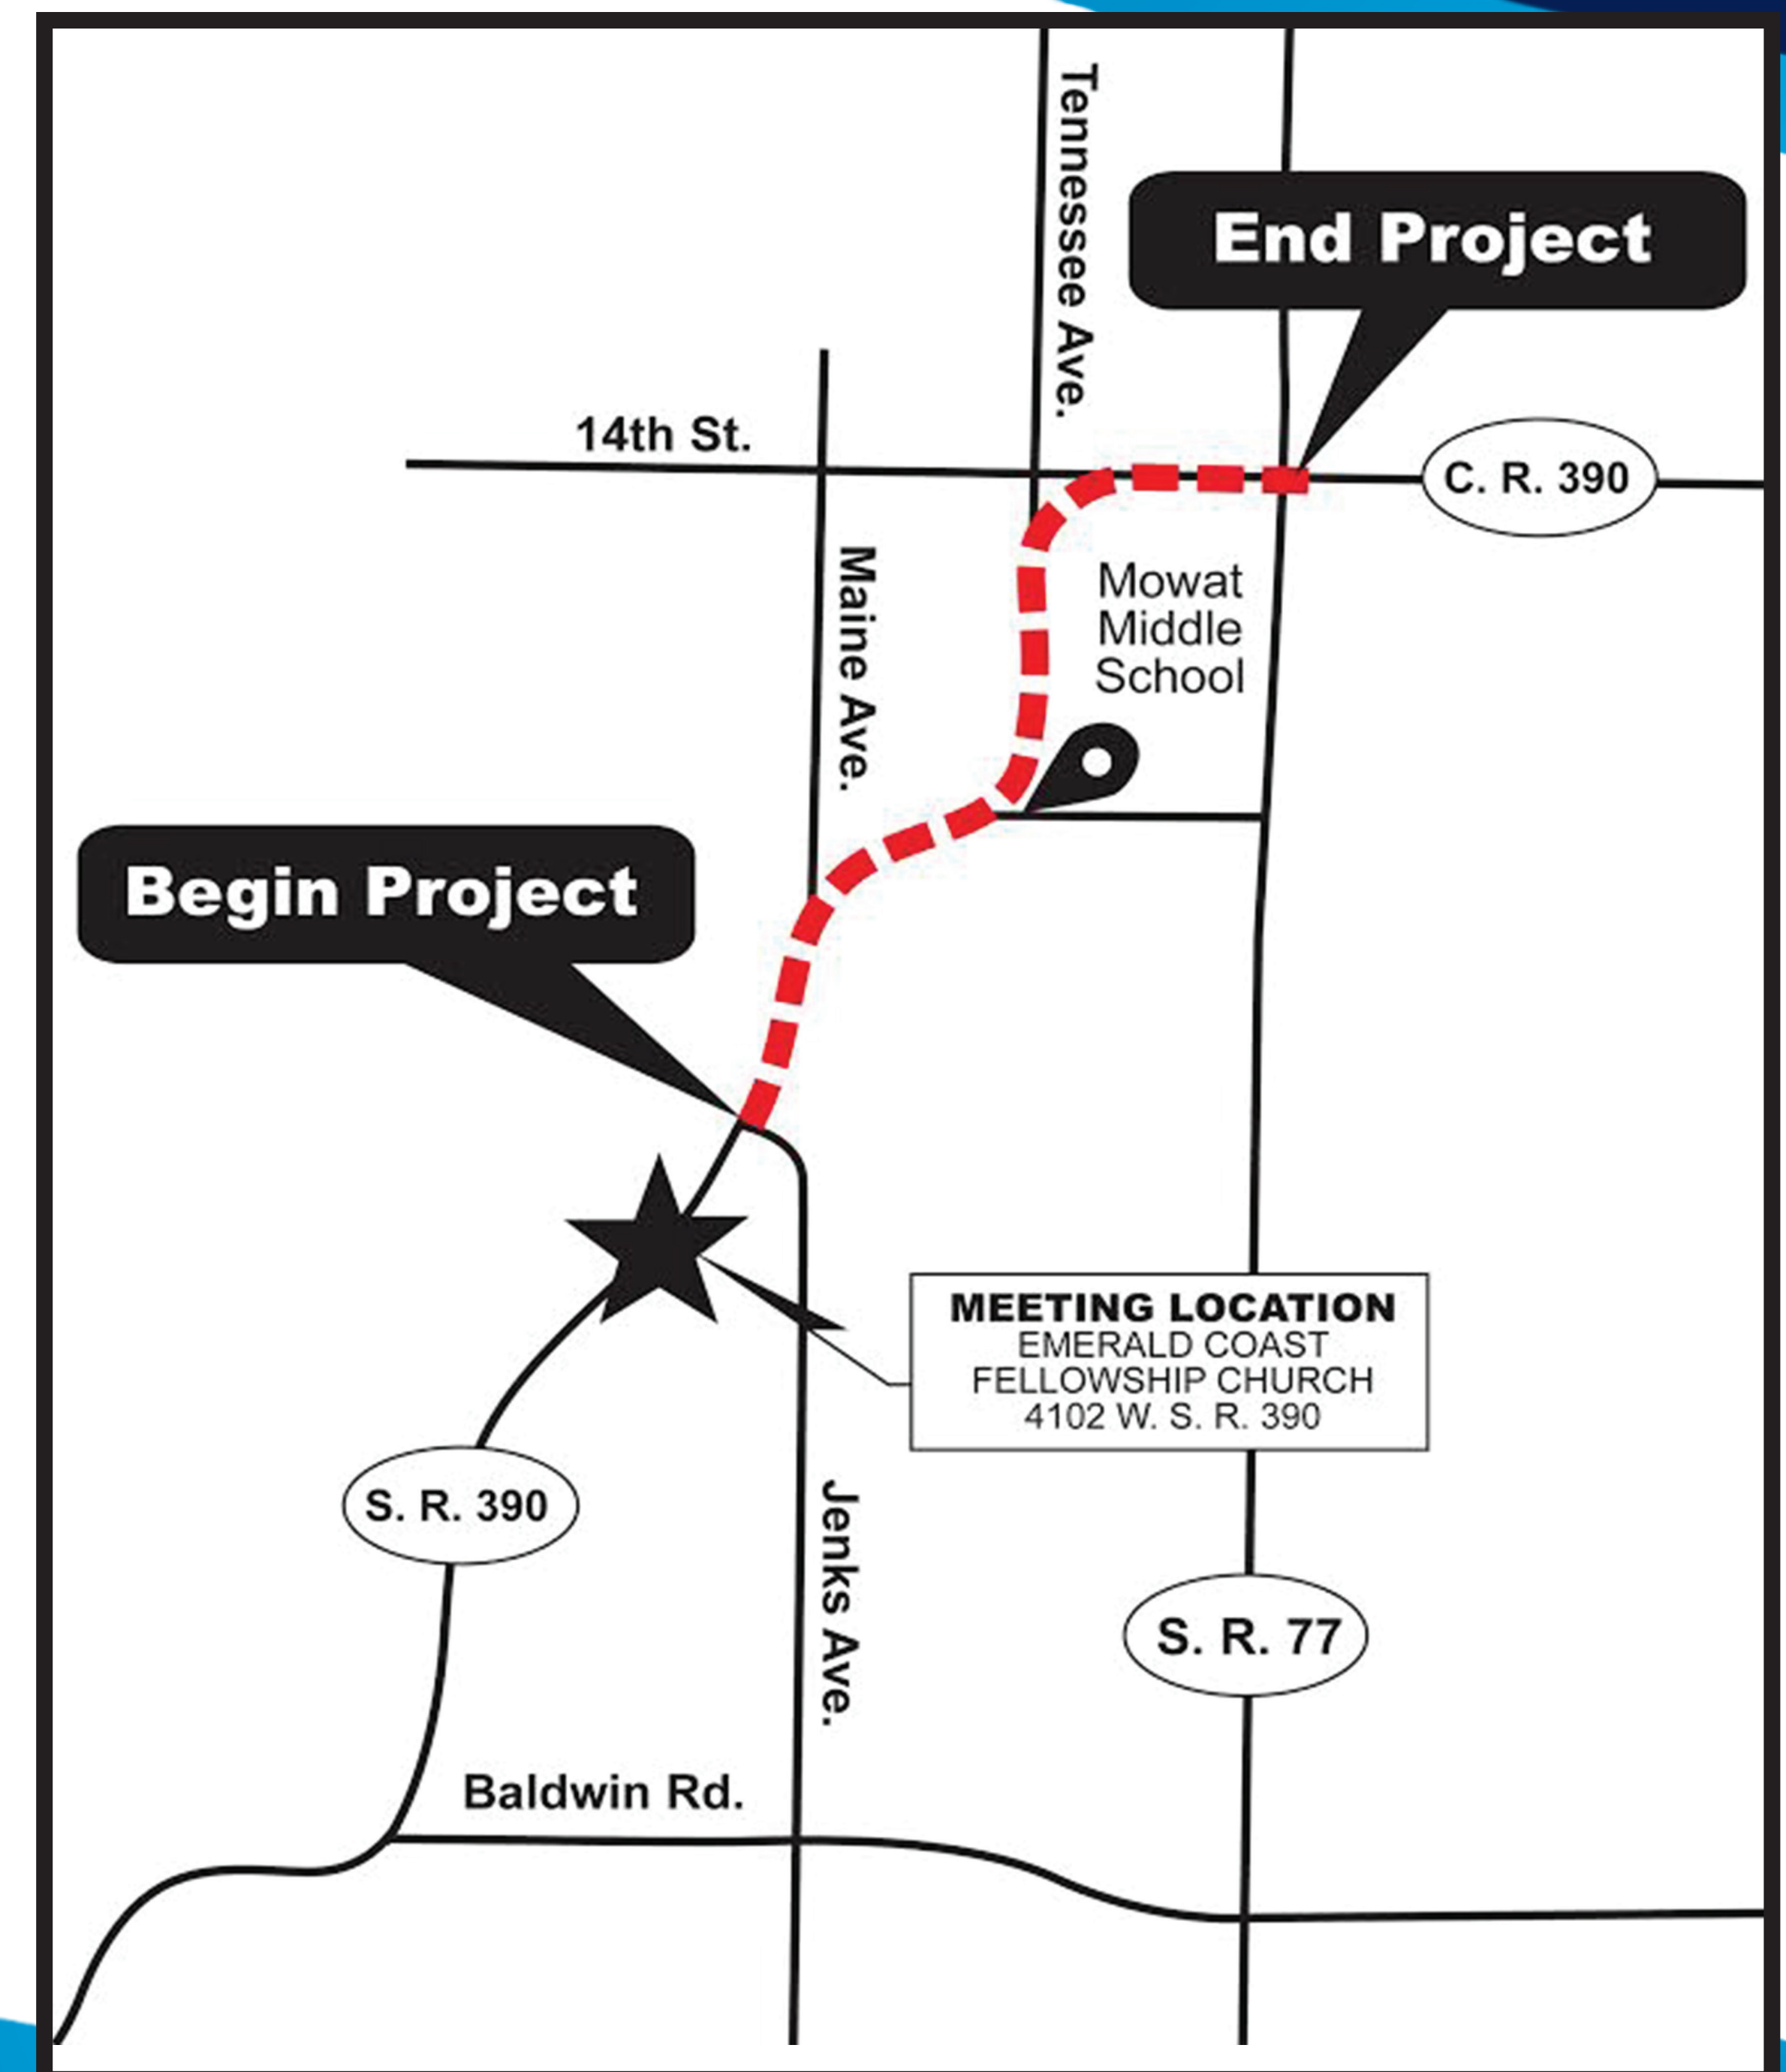 Tennessee Ave.
End Project
14th St.
C. R. 390
Maine Ave.
Mowat
Middle
School
Begin Project
MEETING LOCATION
EMERALD COAST
FELLOWSHIP CHURCH
4102 W. S. R. 390
S. R. 390
Jenks Ave.
S. R. 77
Baldwin Rd.